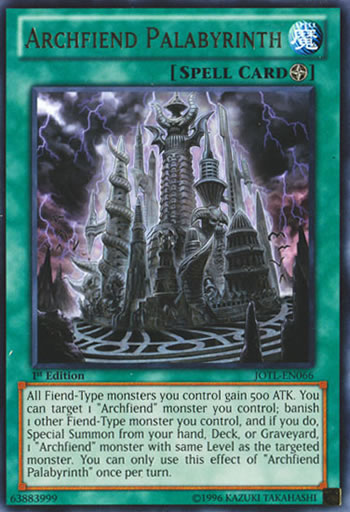 ARCHFIEND PALABYRINTH 魔
[SPELL CARD]
1st Edition JOTL-EN066
All Fiend-Type monsters you control gain 500 ATK. You
can target 1 "Archfiend" monster you control; banish
1 other Fiend-Type monster you control, and if you do,
Special Summon from your hand, Deck, or Graveyard,
1 "Archfiend" monster with same Level as the targeted
monster. You can only use this effect of "Archfiend
Palabyrinth" once per turn.
63883999 ©1996 KAZUKI TAKAHASHI